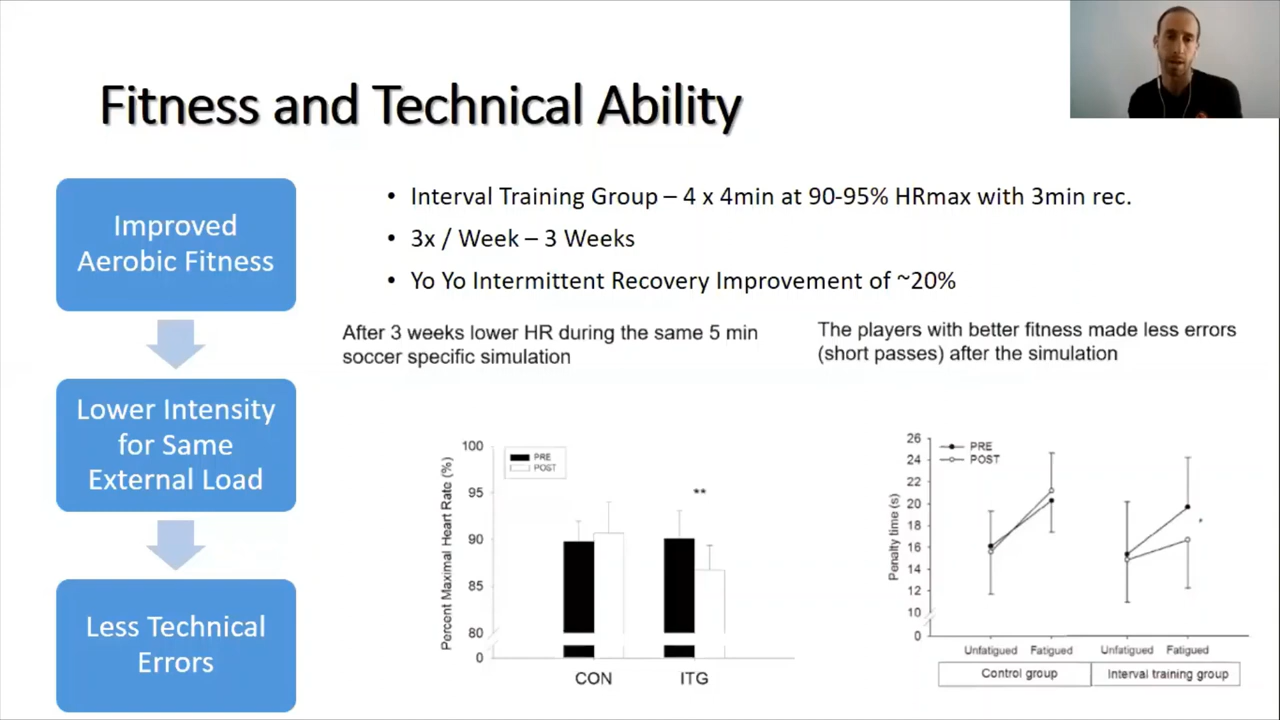 Fitness and Technical Ability
Improved
Aerobic Fitness
Lower Intensity
for Same
External Load
Less Technical
Errors
• Interval Training Group – 4 x 4min at 90-95% HRmax with 3min rec.
• 3x / Week – 3 Weeks
• Yo Yo Intermittent Recovery Improvement of ~20%
After 3 weeks lower HR during the same 5 min
soccer specific simulation
The players with better fitness made less errors
(short passes) after the simulation
Percent Maximal Heart Rate (%)
100
95
90
85
80
0
PRE
POST
**
CON
ITG
Penalty time (s)
26
24
22
20
18
16
14
12
10
0
PRE
POST
Unfatigued
Fatigued
Unfatigued
Fatigued
Control group
Interval training group